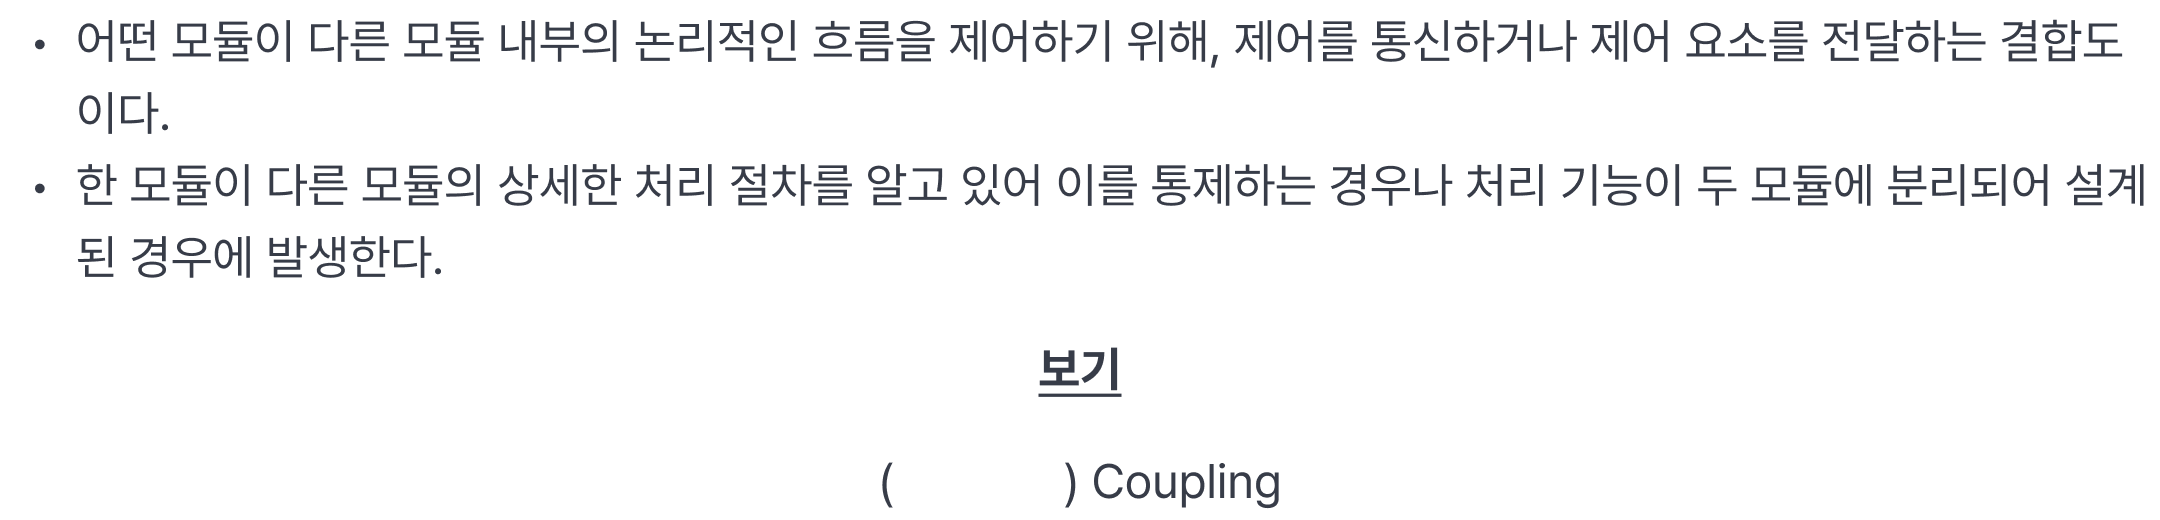 • 어떤 모듈이 다른 모듈 내부의 논리적인 흐름을 제어하기 위해, 제어를 통신하거나 제어 요소를 전달하는 결합도
이다.
• 한 모듈이 다른 모듈의 상세한 처리 절차를 알고 있어 이를 통제하는 경우나 처리 기능이 두 모듈에 분리되어 설계
된 경우에 발생한다.
보기
( ) Coupling